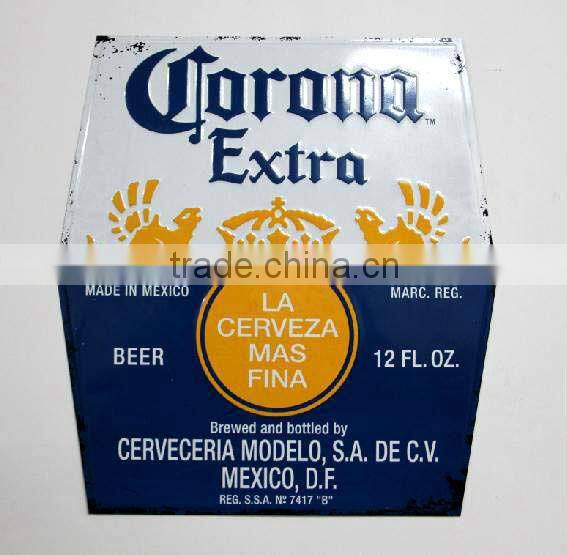 Corona
Extra
TM
trade.china.cn
MADE IN MEXICO
MARC. REG.
LA
CERVEZA
MAS
FINA
BEER
12 FL. OZ.
Brewed and bottled by
CERVECERIA MODELO, S.A. DE C.V.
MEXICO, D.F.
REG. S.S.A. Nº 7417 "B"